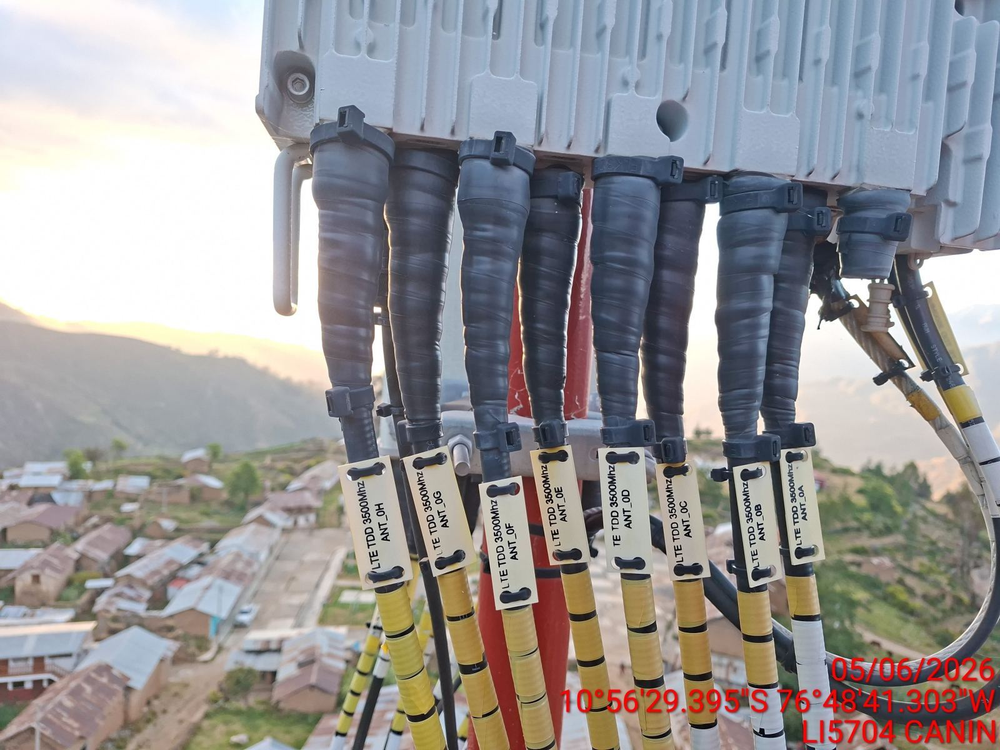 LTE TDD 3500Mhz
ANT_0H
LTE TDD 3500Mhz
ANT_0G
LTE TDD 3500Mhz
ANT_0F
LTE TDD 3500Mhz
ANT_0E
TE TDD 3500Mhz
ANT_0D
LTE TDD 3500Mhz
ANT_0C
LTE TDD 3500Mhz
ANT_0B
LTE TDD 3500Mhz
ANT_0A
STYLE
05/06/2026
10°56'29.395"S 76°48'41.303"W
LI5704 CANIN